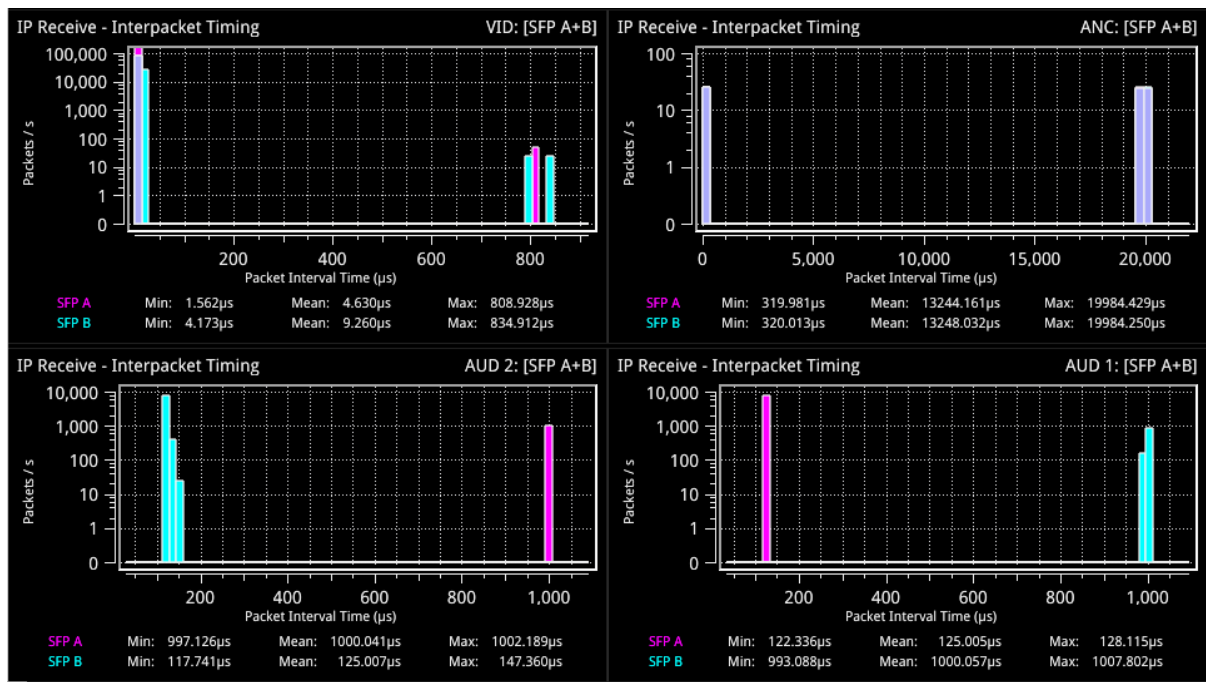 IP Receive - Interpacket Timing VID: [SFP A+B]
100,000
10,000
1,000
100
10
1
0
Packets / s
200 400 600 800
Packet Interval Time (µs)
SFP A Min: 1.562µs Mean: 4.630µs Max: 808.928µs
SFP B Min: 4.173µs Mean: 9.260µs Max: 834.912µs
IP Receive - Interpacket Timing ANC: [SFP A+B]
100
10
1
0
Packets / s
0 5,000 10,000 15,000 20,000
Packet Interval Time (µs)
SFP A Min: 319.981µs Mean: 13244.161µs Max: 19984.429µs
SFP B Min: 320.013µs Mean: 13248.032µs Max: 19984.250µs
IP Receive - Interpacket Timing AUD 2: [SFP A+B]
10,000
1,000
100
10
1
0
Packets / s
200 400 600 800 1,000
Packet Interval Time (µs)
SFP A Min: 997.126µs Mean: 1000.041µs Max: 1002.189µs
SFP B Min: 117.741µs Mean: 125.007µs Max: 147.360µs
IP Receive - Interpacket Timing AUD 1: [SFP A+B]
10,000
1,000
100
10
1
0
Packets / s
200 400 600 800 1,000
Packet Interval Time (µs)
SFP A Min: 122.336µs Mean: 125.005µs Max: 128.115µs
SFP B Min: 993.088µs Mean: 1000.057µs Max: 1007.802µs